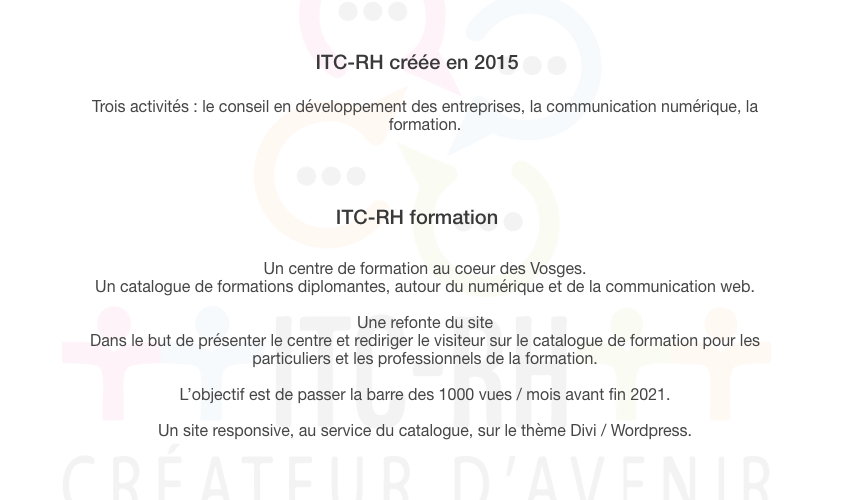 ITC-RH créée en 2015
Trois activités : le conseil en développement des entreprises, la communication numérique, la
formation.
ITC-RH formation
Un centre de formation au coeur des Vosges.
Un catalogue de formations diplomantes, autour du numérique et de la communication web.
Une refonte du site
Dans le but de présenter le centre et rediriger le visiteur sur le catalogue de formation pour les
particuliers et les professionnels de la formation.
L’objectif est de passer la barre des 1000 vues / mois avant fin 2021.
Un site responsive, au service du catalogue, sur le thème Divi / Wordpress.
ITC-RH
CRÉATEUR D’AVENIR